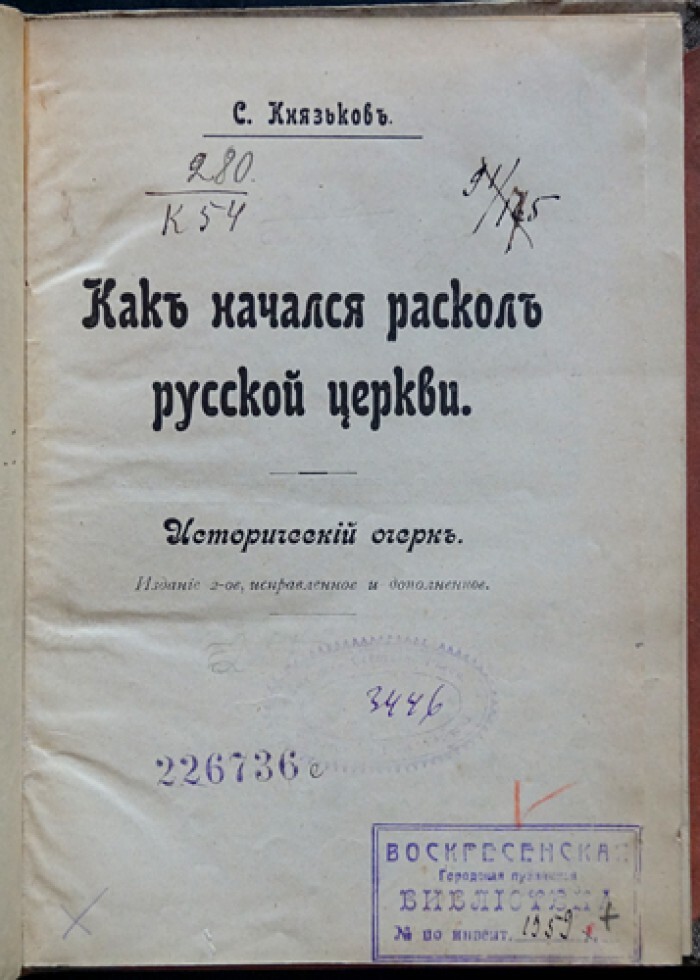 С. Князьковъ.
280.
К 54
Какъ начался расколъ
русской церкви.
Историческій очеркъ.
Изданіе 2-ое, исправленное и дополненное.
3446
226736 с
ВОСКРЕСЕНСКАЯ
Городская
БИБЛІОТЕКА
№ по инвент. 1959